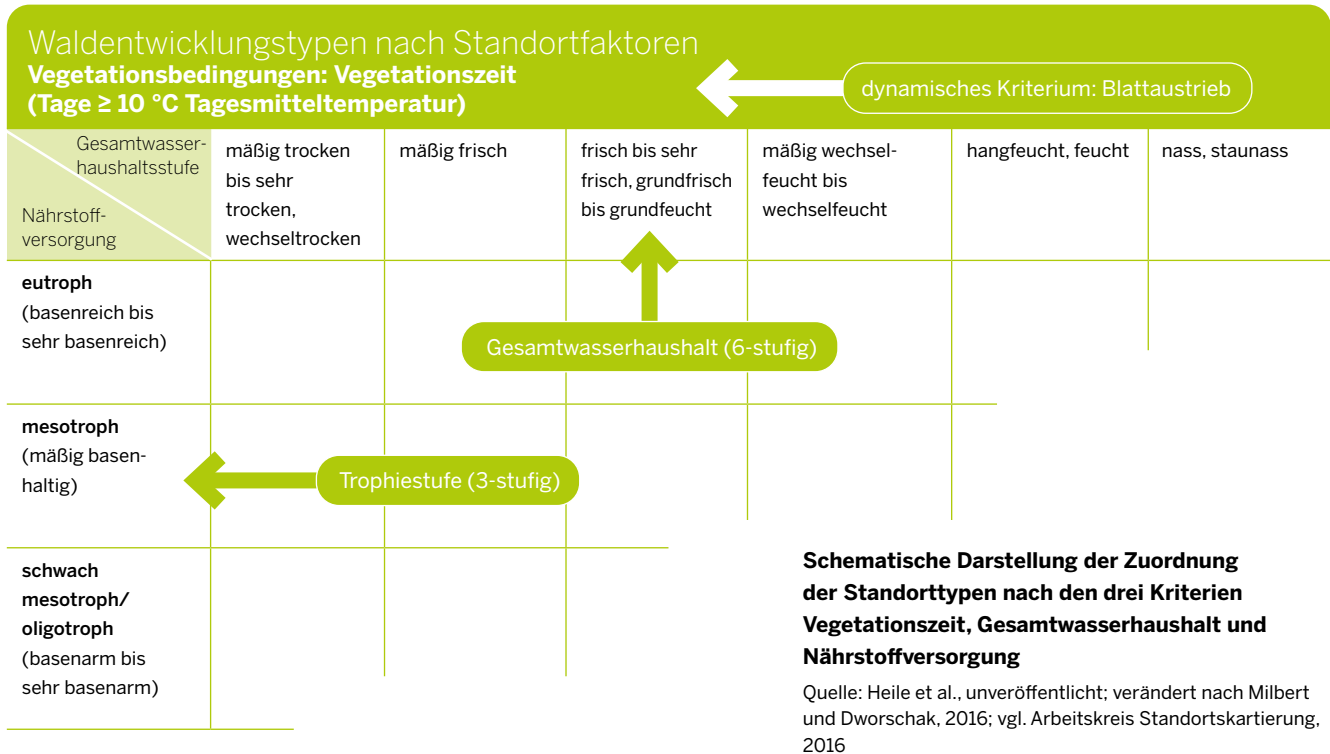 Waldentwicklungstypen nach Standortfaktoren
Vegetationsbedingungen: Vegetationszeit
(Tage ≥ 10 °C Tagesmitteltemperatur)
dynamisches Kriterium: Blattaustrieb
Gesamtwasser-
haushaltsstufe
Nährstoff-
versorgung
mäßig trocken
bis sehr
trocken,
wechseltrocken
mäßig frisch
frisch bis sehr
frisch, grundfrisch
bis grundfeucht
mäßig wechsel-
feucht bis
wechselfeucht
hangfeucht, feucht
nass, staunass
eutroph
(basenreich bis
sehr basenreich)
Gesamtwasserhaushalt (6-stufig)
mesotroph
(mäßig basen-
haltig)
Trophiestufe (3-stufig)
schwach
mesotroph/
oligotroph
(basenarm bis
sehr basenarm)
Schematische Darstellung der Zuordnung
der Standorttypen nach den drei Kriterien
Vegetationszeit, Gesamtwasserhaushalt und
Nährstoffversorgung
Quelle: Heile et al., unveröffentlicht; verändert nach Milbert
und Dworschak, 2016; vgl. Arbeitskreis Standortskartierung,
2016